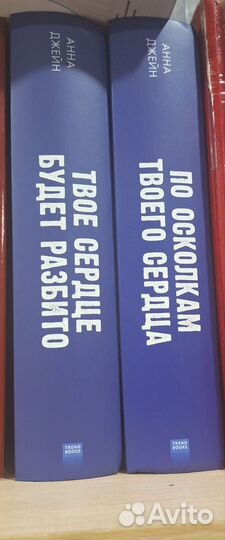 АННА
ДЖЕЙН
ТВОЕ СЕРДЦЕ
БУДЕТ РАЗБИТО
TREND
BOOKS
АННА
ДЖЕЙН
ПО ОСКОЛКАМ
ТВОЕГО СЕРДЦА
TREND
BOOKS
Avito